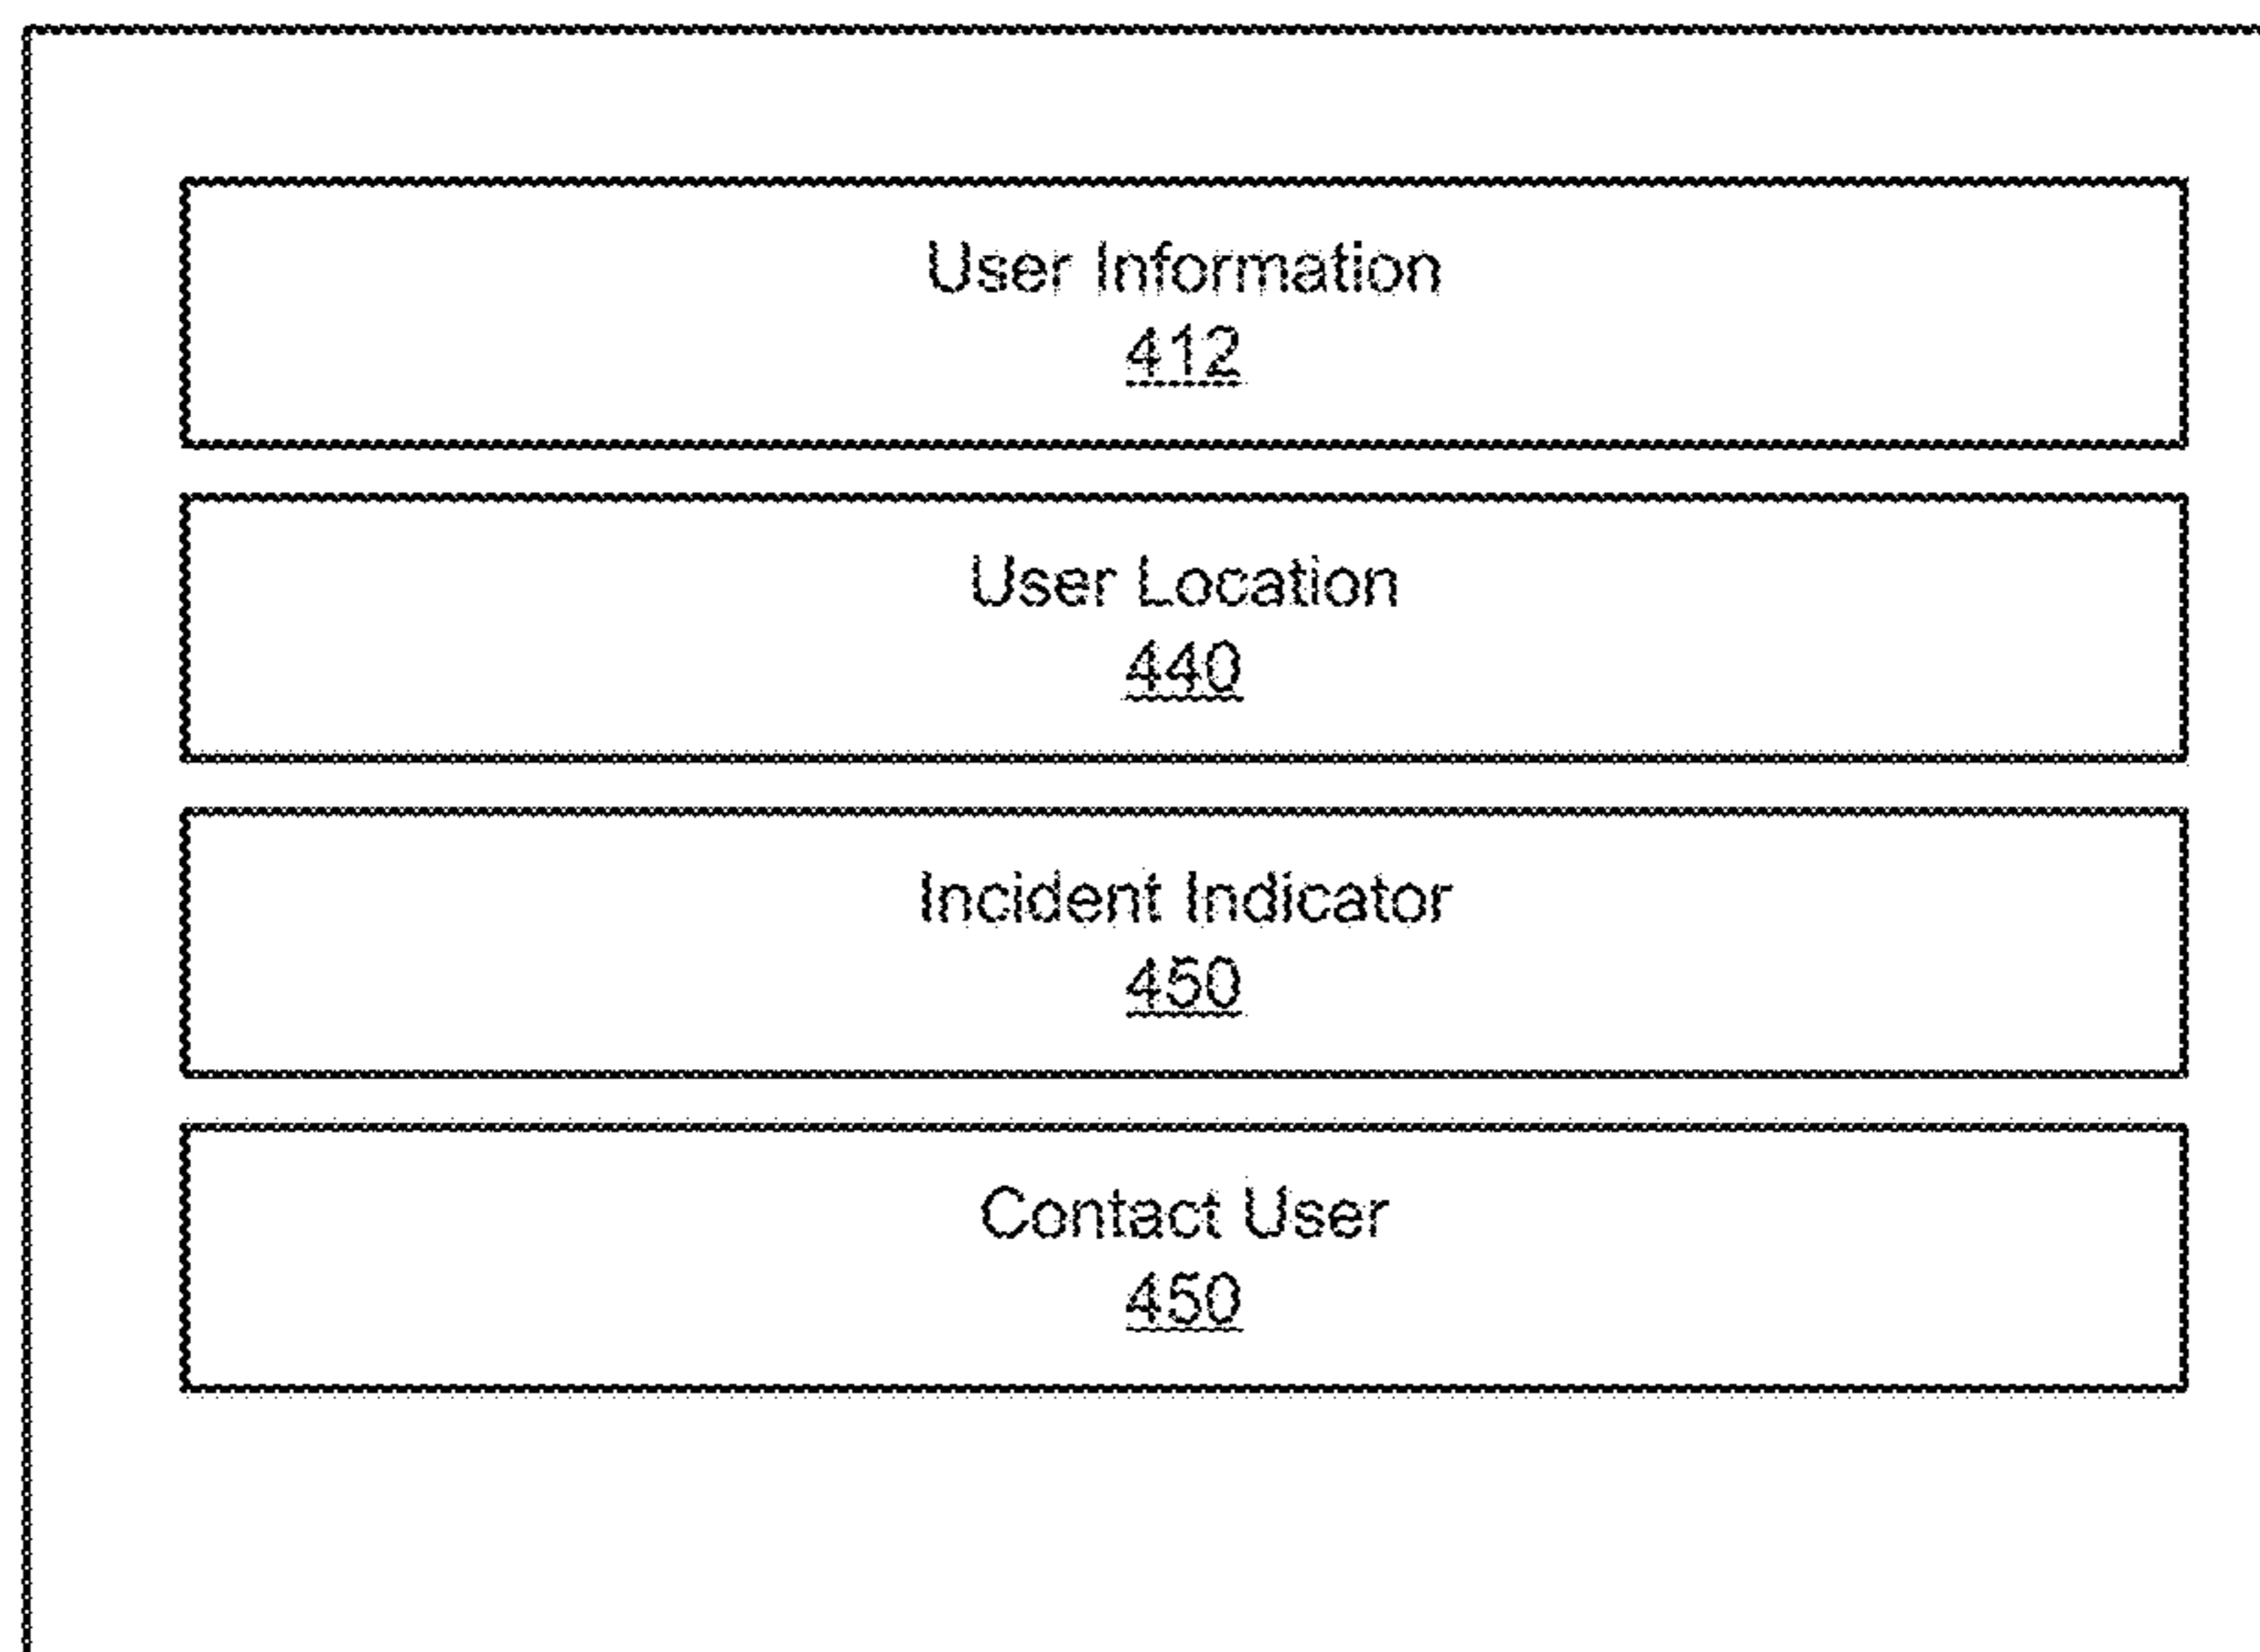 User Information
412
User Location
440
Incident Indicator
450
Contact User
450